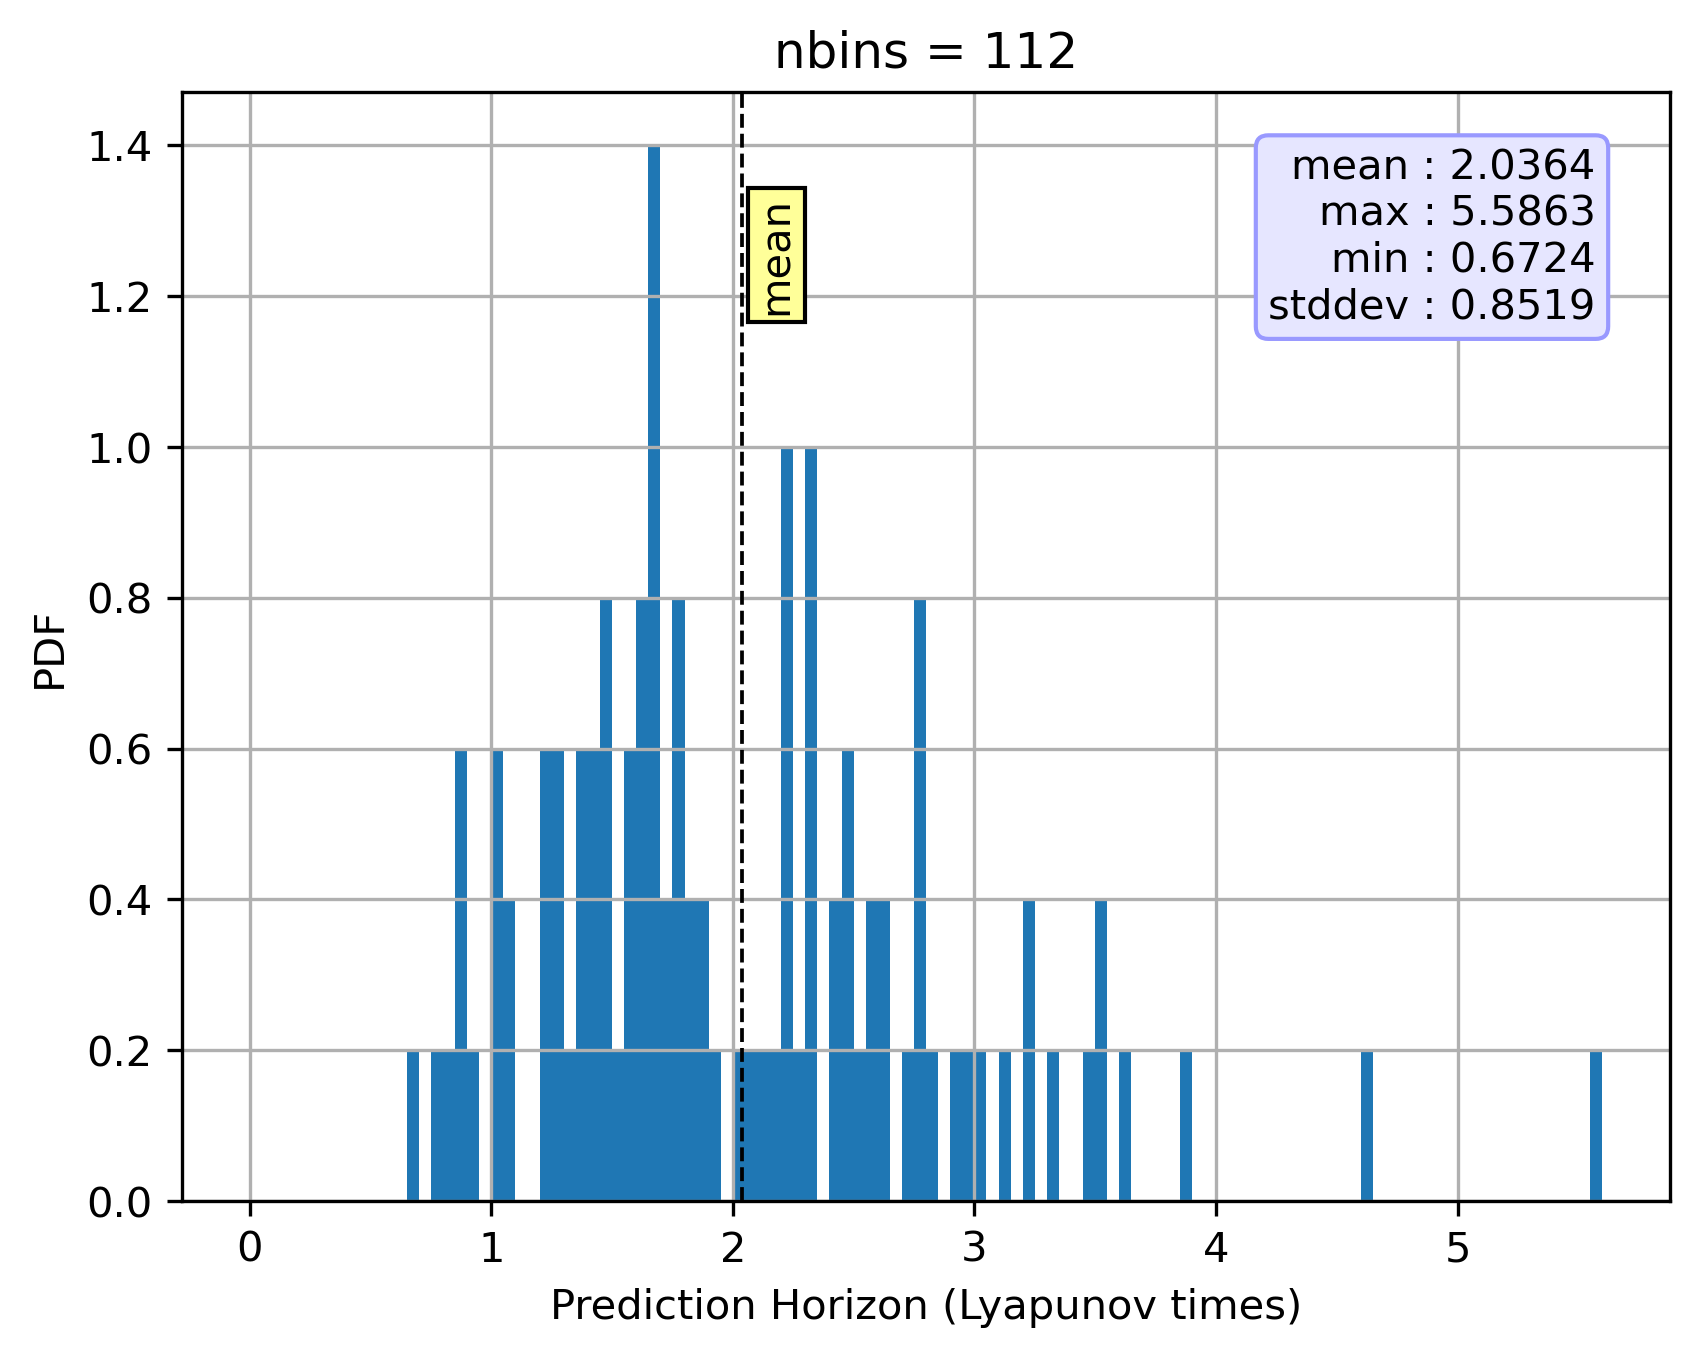 nbins = 112
mean : 2.0364
max : 5.5863
min : 0.6724
stddev : 0.8519
mean
1.4
1.2
1.0
0.8
0.6
0.4
0.2
0.0
PDF
0 1 2 3 4 5
Prediction Horizon (Lyapunov times)